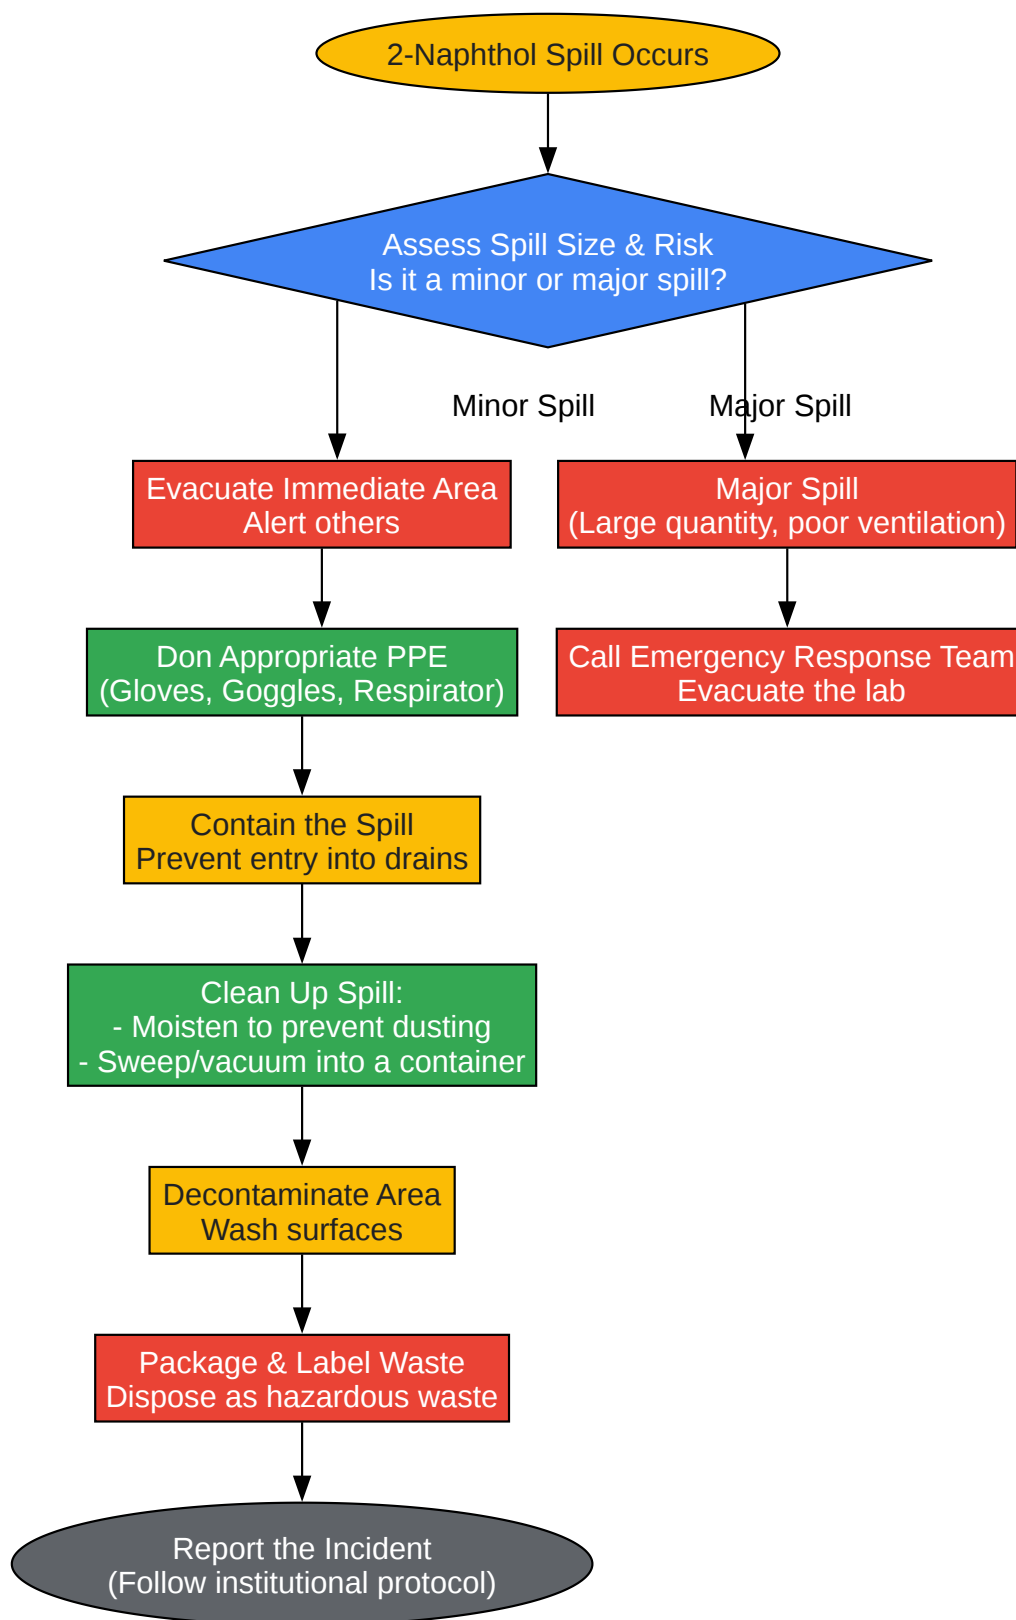 2-Naphthol Spill Occurs
Assess Spill Size & Risk
Is it a minor or major spill?
Minor Spill
Major Spill
Evacuate Immediate Area
Alert others
Major Spill
(Large quantity, poor ventilation)
Don Appropriate PPE
(Gloves, Goggles, Respirator)
Call Emergency Response Team
Evacuate the lab
Contain the Spill
Prevent entry into drains
Clean Up Spill:
- Moisten to prevent dusting
- Sweep/vacuum into a container
Decontaminate Area
Wash surfaces
Package & Label Waste
Dispose as hazardous waste
Report the Incident
(Follow institutional protocol)